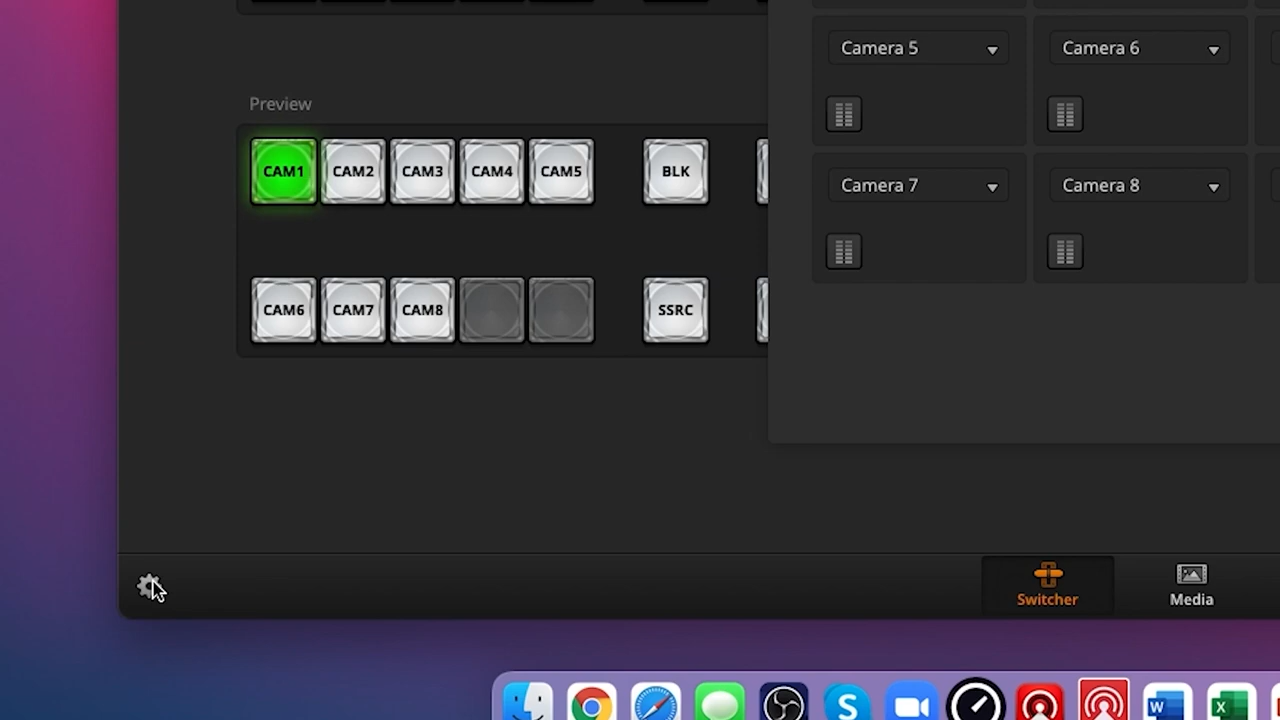 Camera 5 Camera 6
Preview
CAM1 CAM2 CAM3 CAM4 CAM5 BLK
Camera 7 Camera 8
CAM6 CAM7 CAM8 SSRC
Switcher Media
S
W X